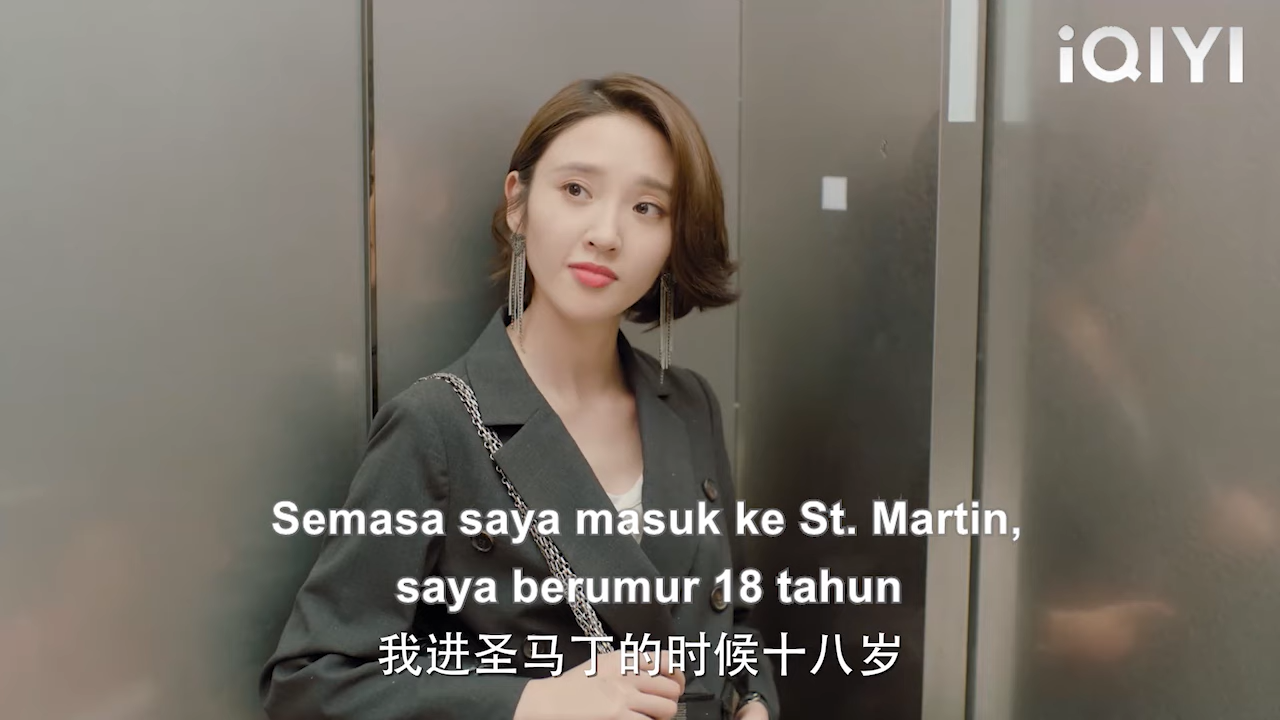 iQIYI
Semasa saya masuk ke St. Martin,
saya berumur 18 tahun
我进圣马丁的时候十八岁